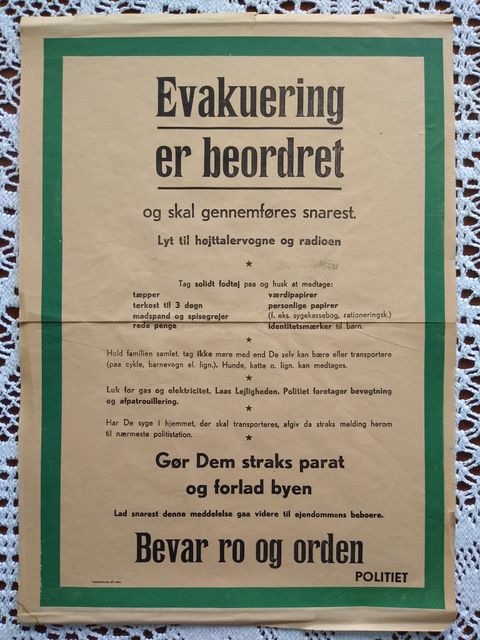 Evakuering
er beordret
og skal gennemføres snarest.
Lyt til højttalervogne og radioen
★
Tag solidt fodtøj paa og husk at medtage:
tæpper værdipapirer
tørkost til 3 døgn personlige papirer
madspand og spisegrejer (f. eks. sygekassebog, rationeringsk.)
rede penge identitetsmærker til børn.
★
Hold familien samlet, tag ikke mere med end De selv kan bære eller transportere
(paa cykle, barnevogn el. lign.). Hunde, katte o. lign. kan medtages.
★
Luk for gas og elektricitet. Laas Lejligheden. Politiet foretager bevogtning
og afpatrouillering.
★
Har De syge i hjemmet, der skal transporteres, afgiv da straks melding herom
til nærmeste politistation.
★
Gør Dem straks parat
og forlad byen
Lad snarest denne meddelelse gaa videre til ejendommens beboere.
Bevar ro og orden
POLITIET